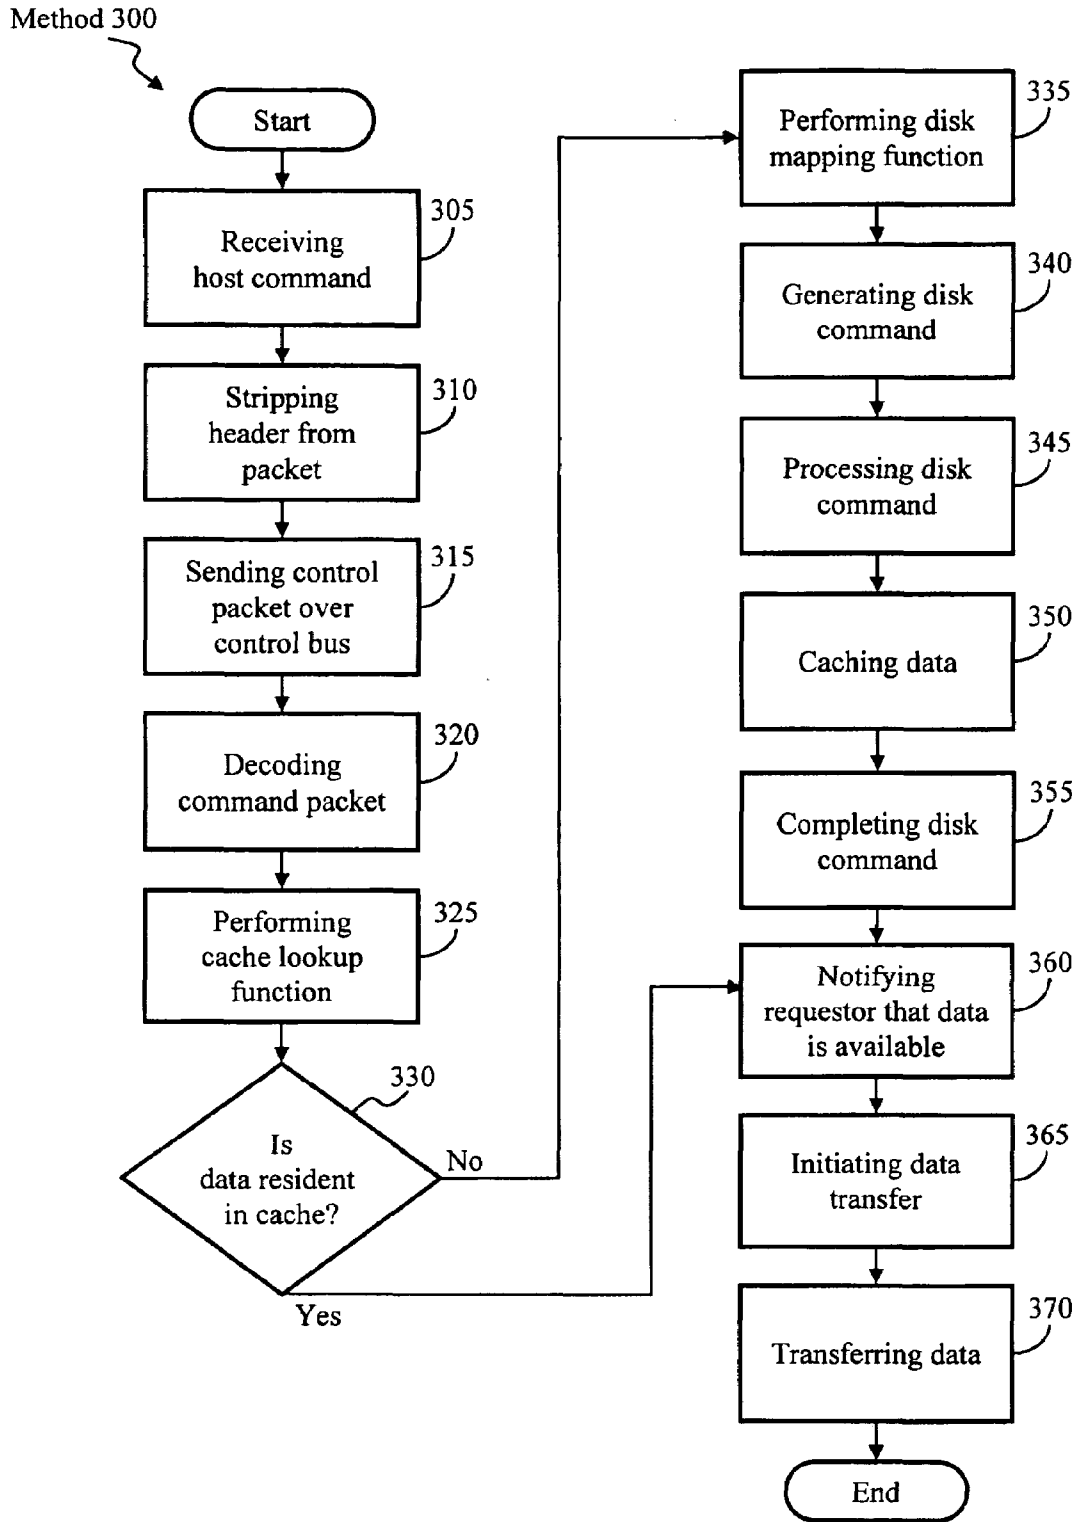 Method 300
Start
305
Receiving
host command
310
Stripping
header from
packet
315
Sending control
packet over
control bus
320
Decoding
command packet
325
Performing
cache lookup
function
330
Is
data resident
in cache?
No
Yes
335
Performing disk
mapping function
340
Generating disk
command
345
Processing disk
command
350
Caching data
355
Completing disk
command
360
Notifying
requestor that data
is available
365
Initiating data
transfer
370
Transferring data
End